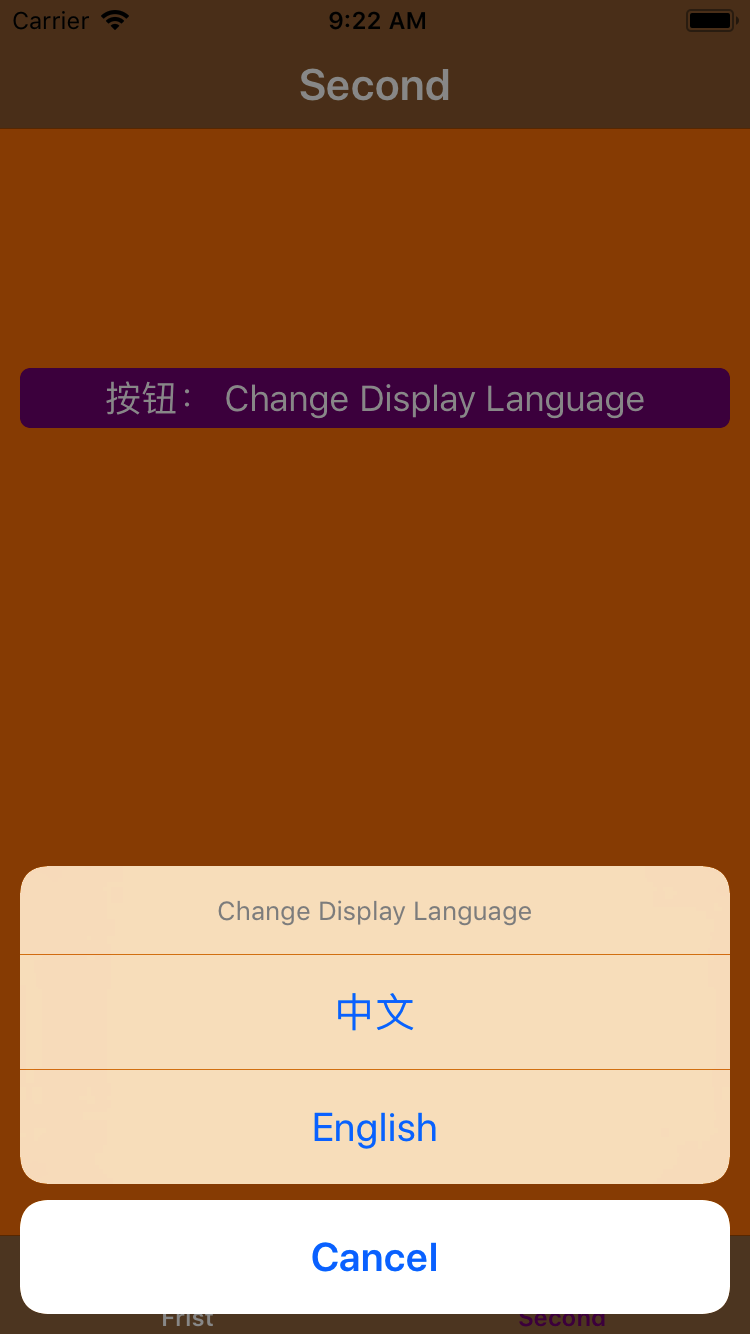 Carrier 9:22 AM
Second
按钮： Change Display Language
Change Display Language
中文
English
Cancel
Frist Second